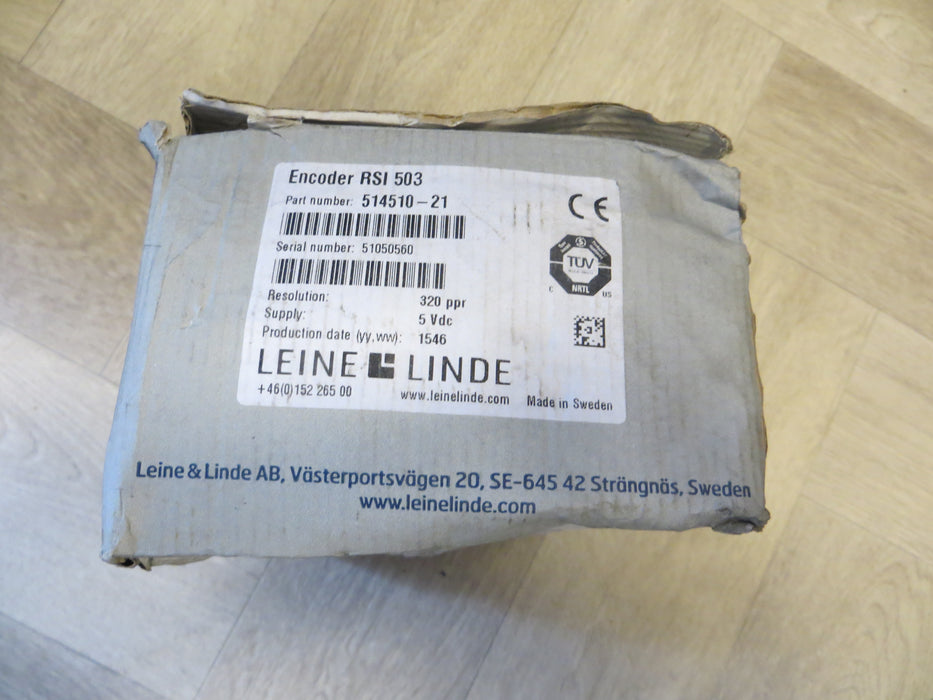 Encoder RSI 503
Part number: 514510-21
Serial number: 51050560
Resolution: 320 ppr
Supply: 5 Vdc
Production date (yy,ww): 1546
LEINE LINDE
+46(0)152 265 00 www.leinelinde.com Made in Sweden
CE
TÜV
NRTL
C US
Leine & Linde AB, Västerportsvägen 20, SE-645 42 Strängnäs, Sweden
www.leinelinde.com